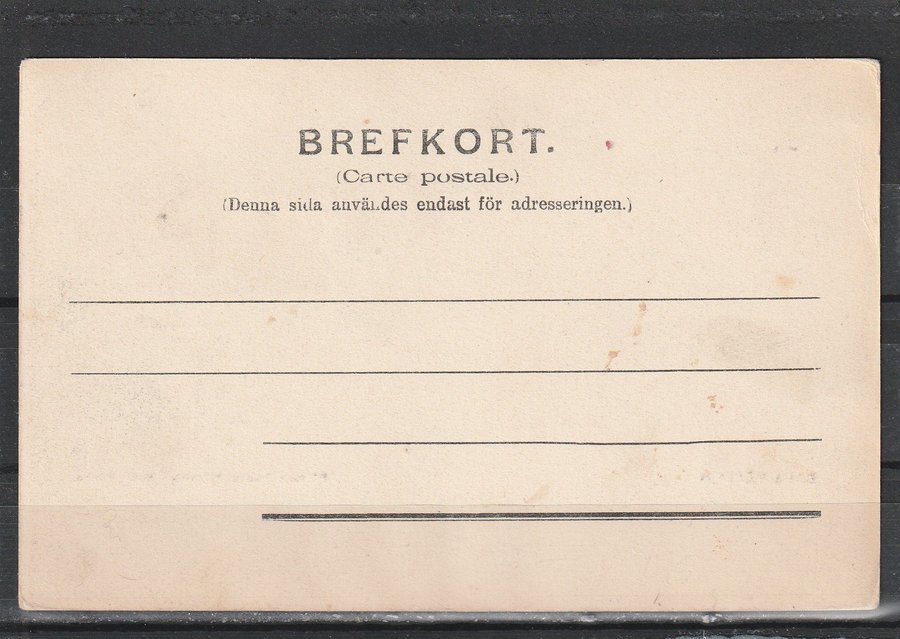 BREFKORT.
(Carte postale.)
(Denna sida användes endast för adresseringen.)